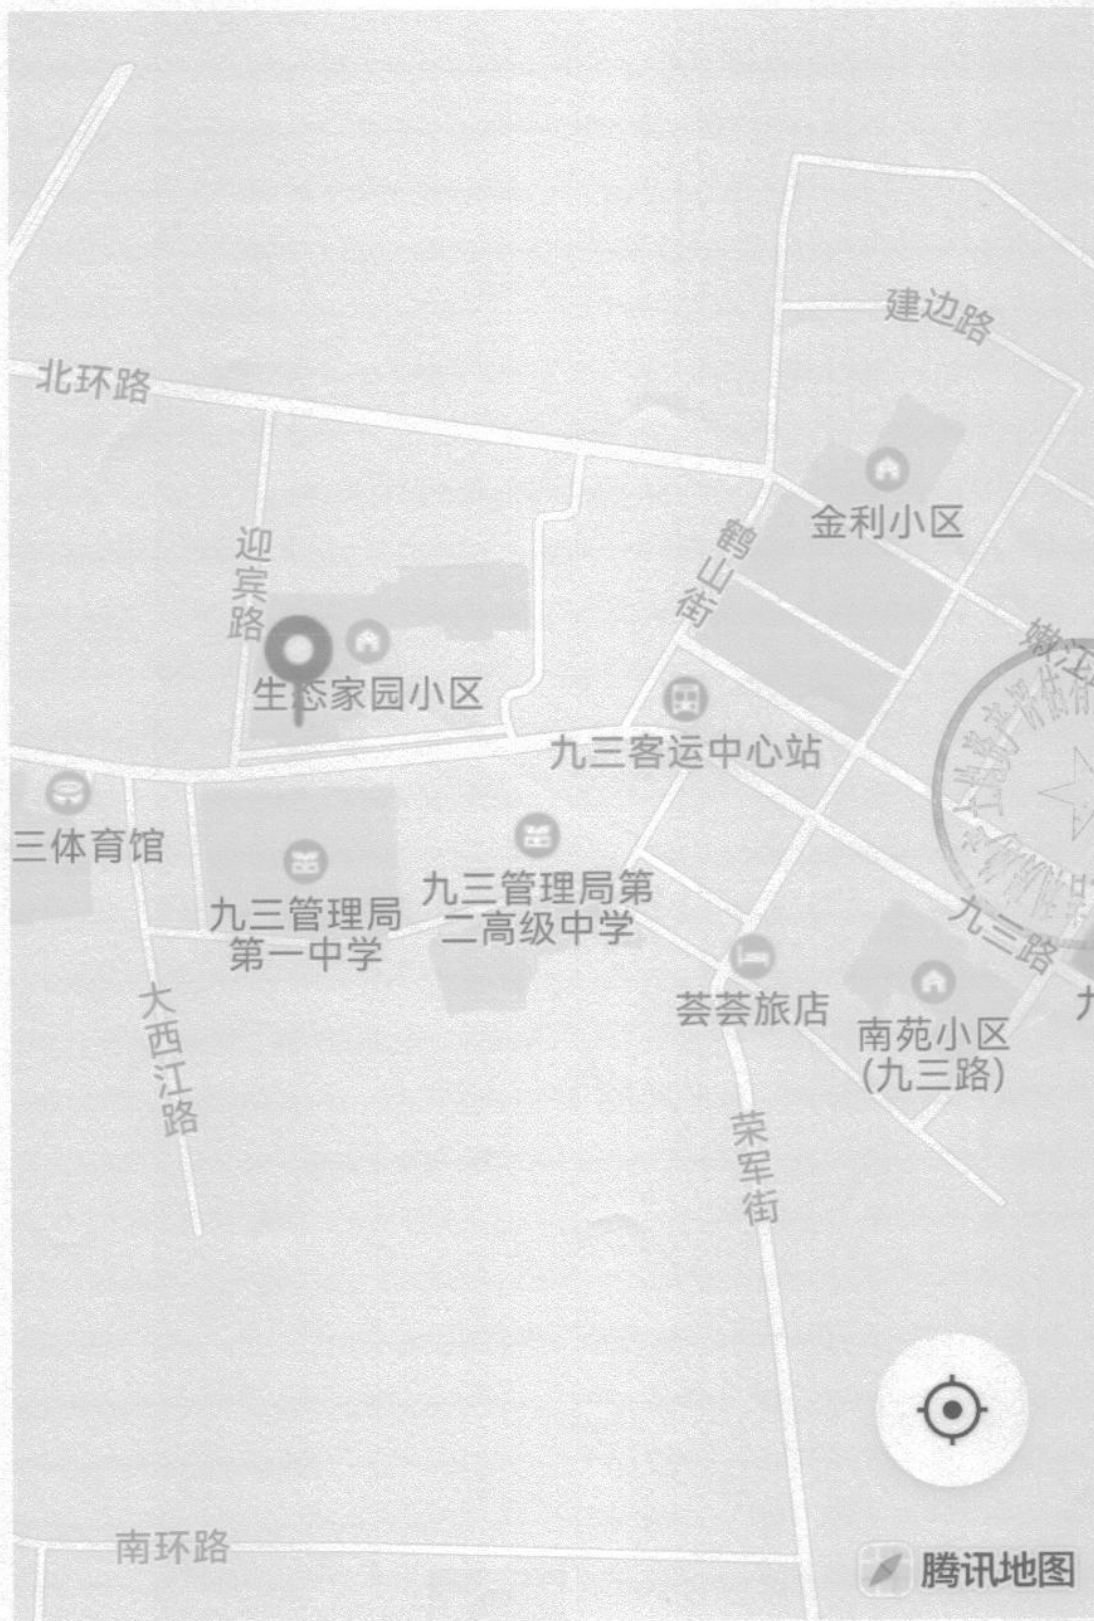 建边路
北环路
金利小区
鹤山街
迎宾路
嫩江
生态家园小区
九三客运中心站
三体育馆
九三管理局
第一中学
九三管理局第
二高级中学
九三路
荟荟旅店
南苑小区
(九三路)
大西江路
荣军街
南环路
腾讯地图